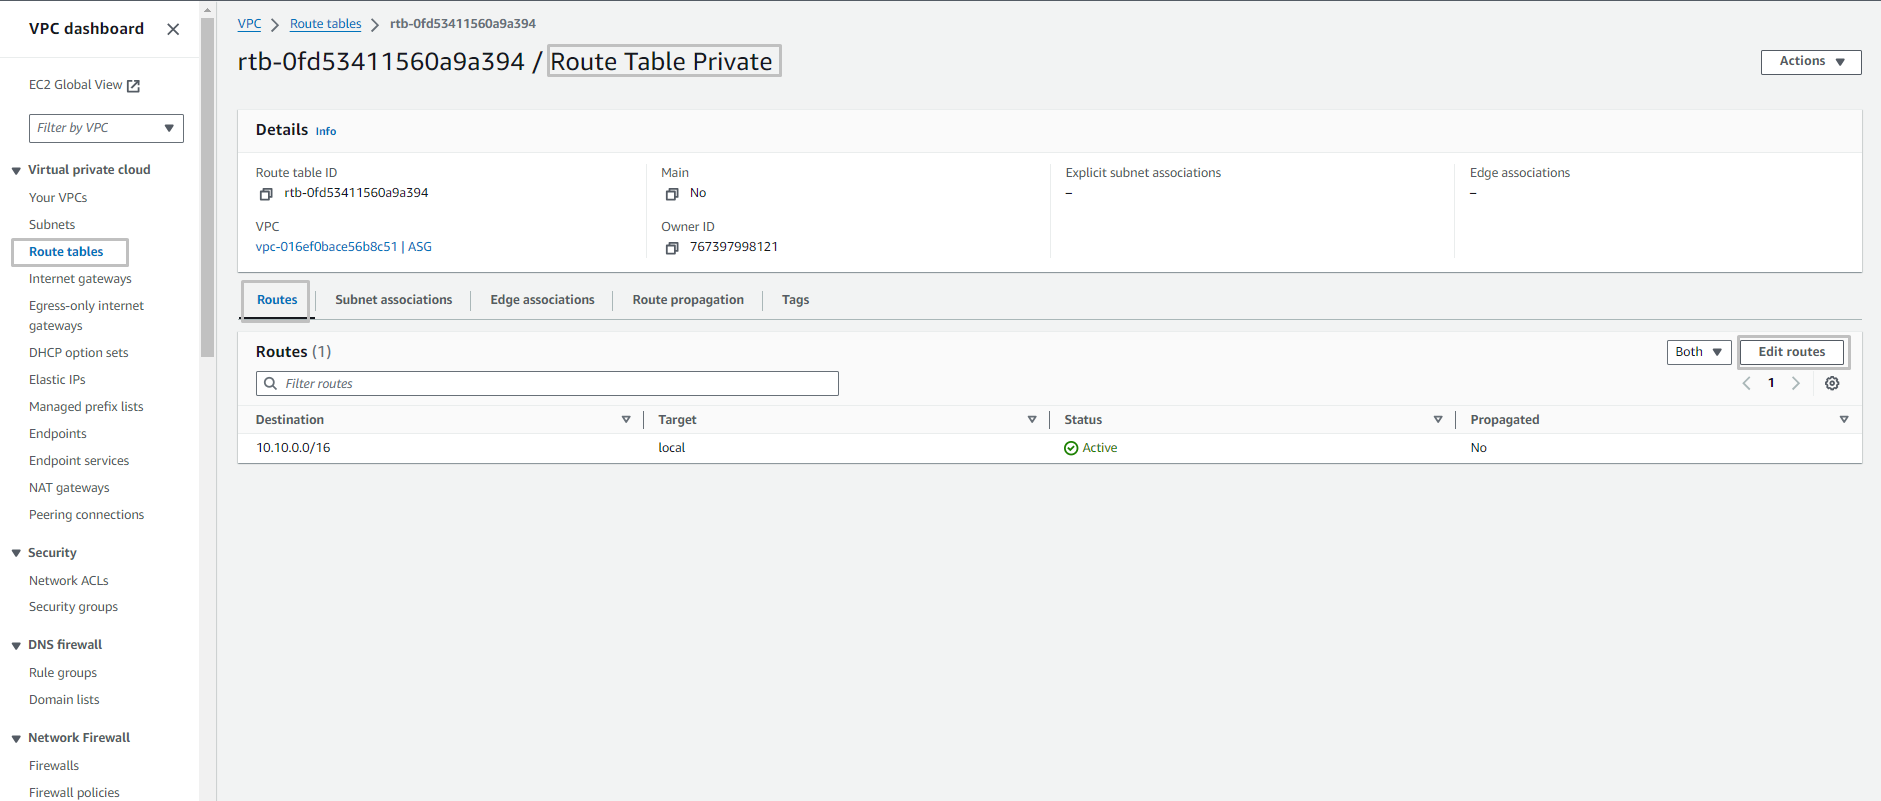 VPC dashboard
EC2 Global View
Filter by VPC
Virtual private cloud
Your VPCs
Subnets
Route tables
Internet gateways
Egress-only internet
gateways
DHCP option sets
Elastic IPs
Managed prefix lists
Endpoints
Endpoint services
NAT gateways
Peering connections
Security
Network ACLs
Security groups
DNS firewall
Rule groups
Domain lists
Network Firewall
Firewalls
Firewall policies
VPC > Route tables > rtb-0fd53411560a9a394
rtb-0fd53411560a9a394 / Route Table Private
Actions
Details Info
Route table ID
rtb-0fd53411560a9a394
VPC
vpc-016ef0bace56b8c51 | ASG
Main
No
Owner ID
767397998121
Explicit subnet associations
–
Edge associations
–
Routes Subnet associations Edge associations Route propagation Tags
Routes (1)
Both Edit routes
Filter routes
1
Destination Target Status Propagated
10.10.0.0/16 local Active No